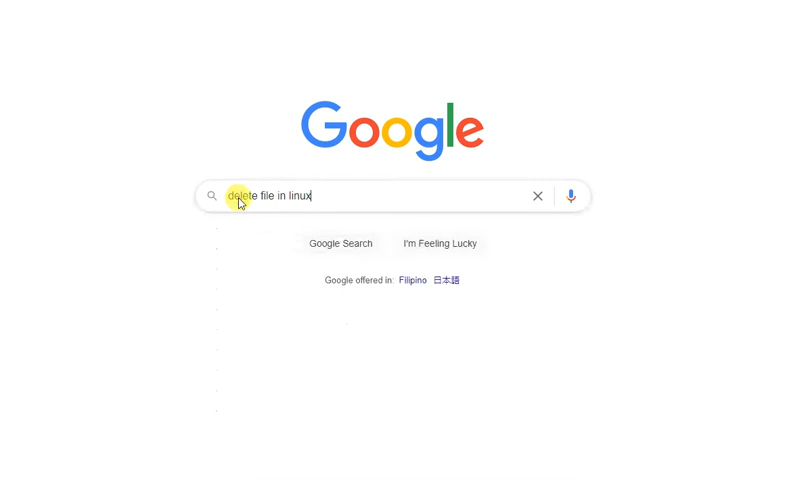 Google
delete file in linux
Google Search I'm Feeling Lucky
Google offered in: Filipino 日本語